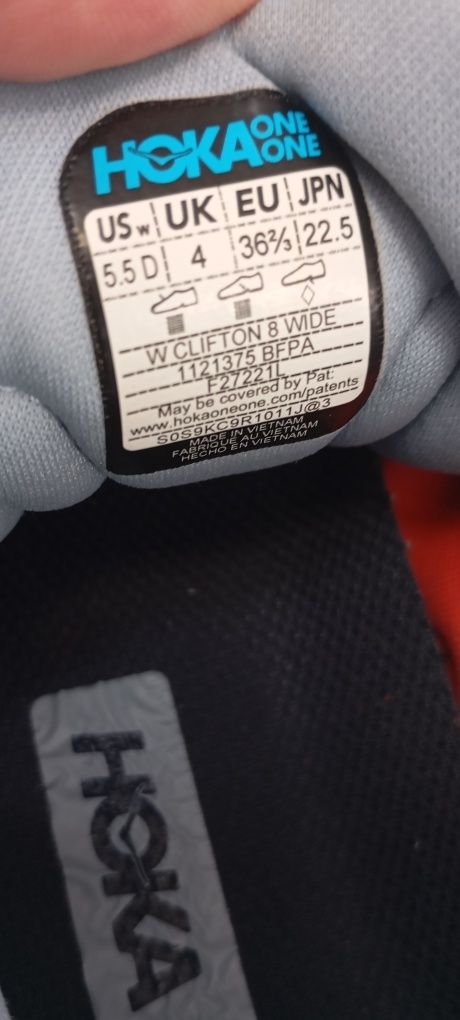 HOKA ONE ONE
US w UK EU JPN
5.5 D 4 36⅔ 22.5
W CLIFTON 8 WIDE
1121375 BFPA
F27221L
May be covered by Pat:
www.hokaoneone.com/patents
S0S9KC9R1011J@3
MADE IN VIETNAM
FABRIQUE AU VIETNAM
HECHO EN VIETNAM
HOKA